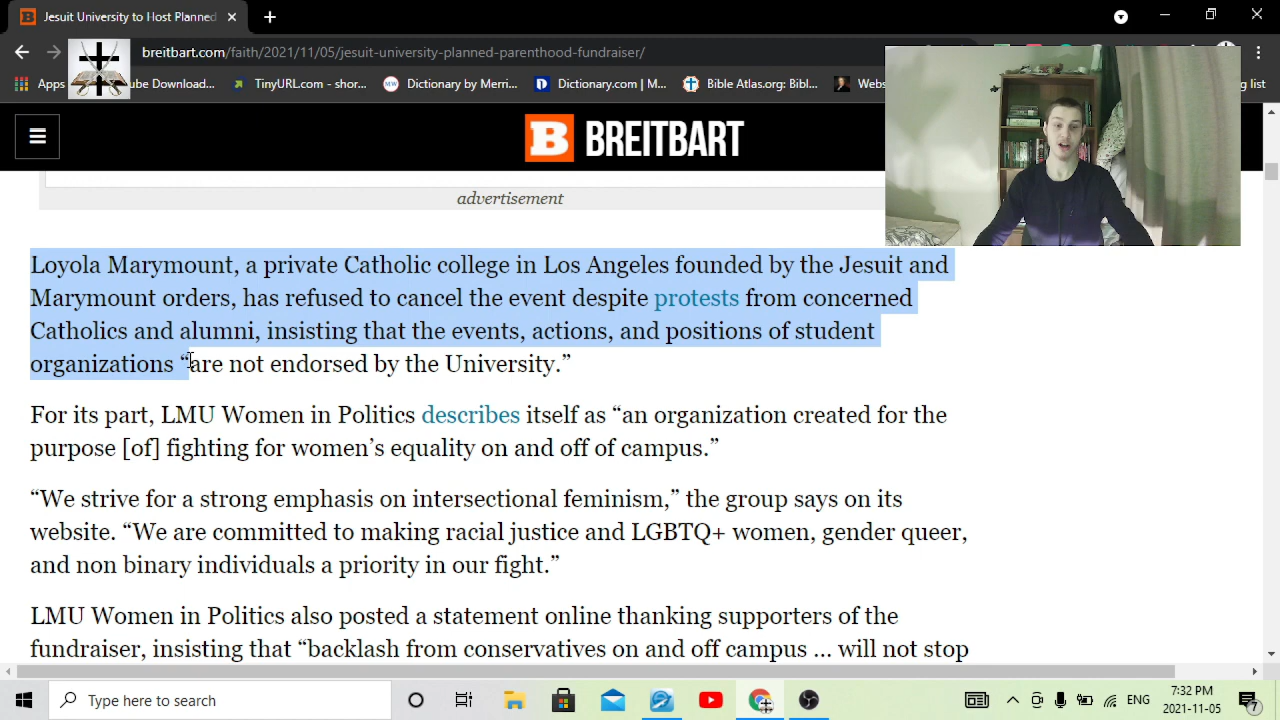 Jesuit University to Host Planned
breitbart.com/faith/2021/11/05/jesuit-university-planned-parenthood-fundraiser/
Apps
ube Download...
TinyURL.com - shor...
MW
Dictionary by Merri...
D
Dictionary.com | M...
Bible Atlas.org: Bibl...
Webs
g list
B BREITBART
advertisement
Loyola Marymount, a private Catholic college in Los Angeles founded by the Jesuit and
Marymount orders, has refused to cancel the event despite protests from concerned
Catholics and alumni, insisting that the events, actions, and positions of student
organizations “are not endorsed by the University.”
For its part, LMU Women in Politics describes itself as “an organization created for the
purpose [of] fighting for women’s equality on and off of campus.”
“We strive for a strong emphasis on intersectional feminism,” the group says on its
website. “We are committed to making racial justice and LGBTQ+ women, gender queer,
and non binary individuals a priority in our fight.”
LMU Women in Politics also posted a statement online thanking supporters of the
fundraiser, insisting that “backlash from conservatives on and off campus ... will not stop
Type here to search
ENG
7:32 PM
2021-11-05
7